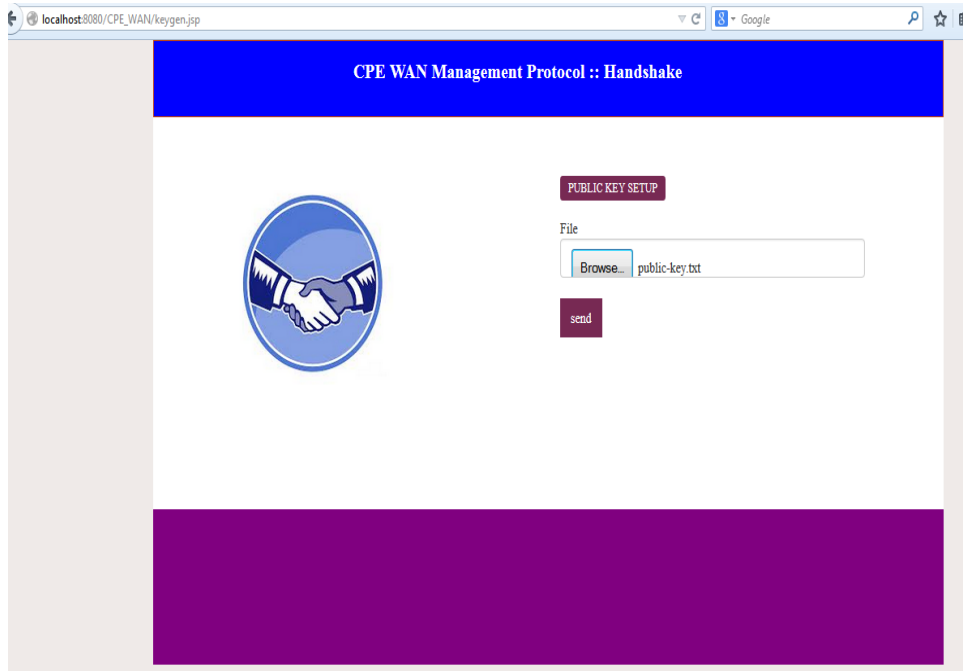 localhost:8080/CPE_WAN/keygen.jsp
8 Google
CPE WAN Management Protocol :: Handshake
PUBLIC KEY SETUP
File
Browse... public-key.txt
send